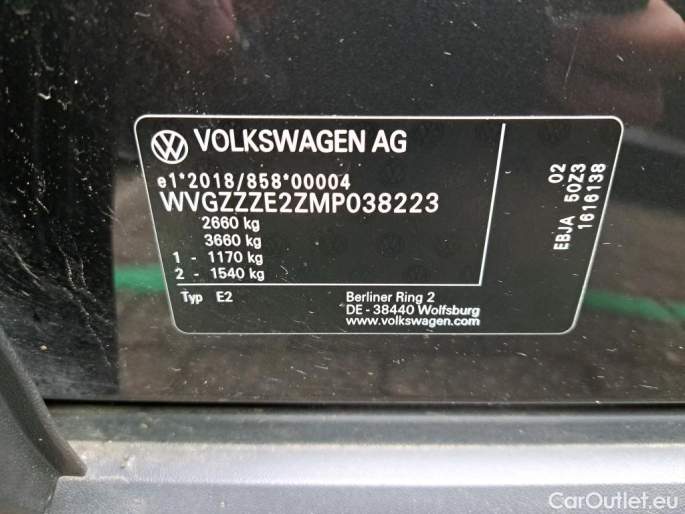 VOLKSWAGEN AG
e1*2018/858*00004
WVGZZZE2ZMP038223
2660 kg
3660 kg
1 - 1170 kg
2 - 1540 kg
Typ E2
Berliner Ring 2
DE - 38440 Wolfsburg
www.volkswagen.com
02
EBJA 50Z3
1616138
CarOutlet.eu